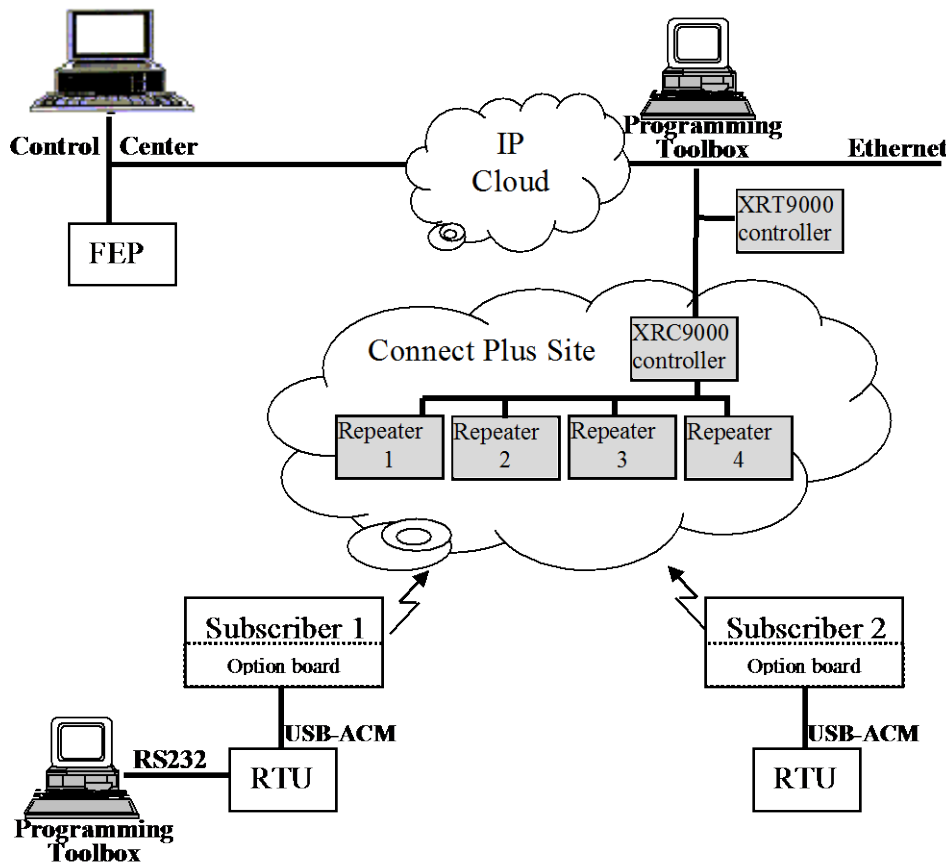 Control Center
FEP
IP
Cloud
Programming
Toolbox
Ethernet
XRT9000
controller
Connect Plus Site
XRC9000
controller
Repeater
1
Repeater
2
Repeater
3
Repeater
4
Subscriber 1
Option board
Subscriber 2
Option board
USB-ACM
USB-ACM
RS232
RTU
RTU
Programming
Toolbox